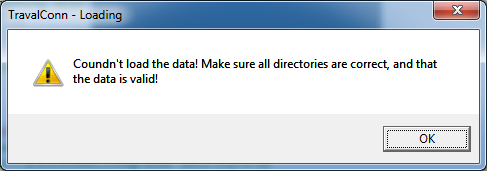 TravalConn - Loading
Coundn't load the data! Make sure all directories are correct, and that
the data is valid!
OK